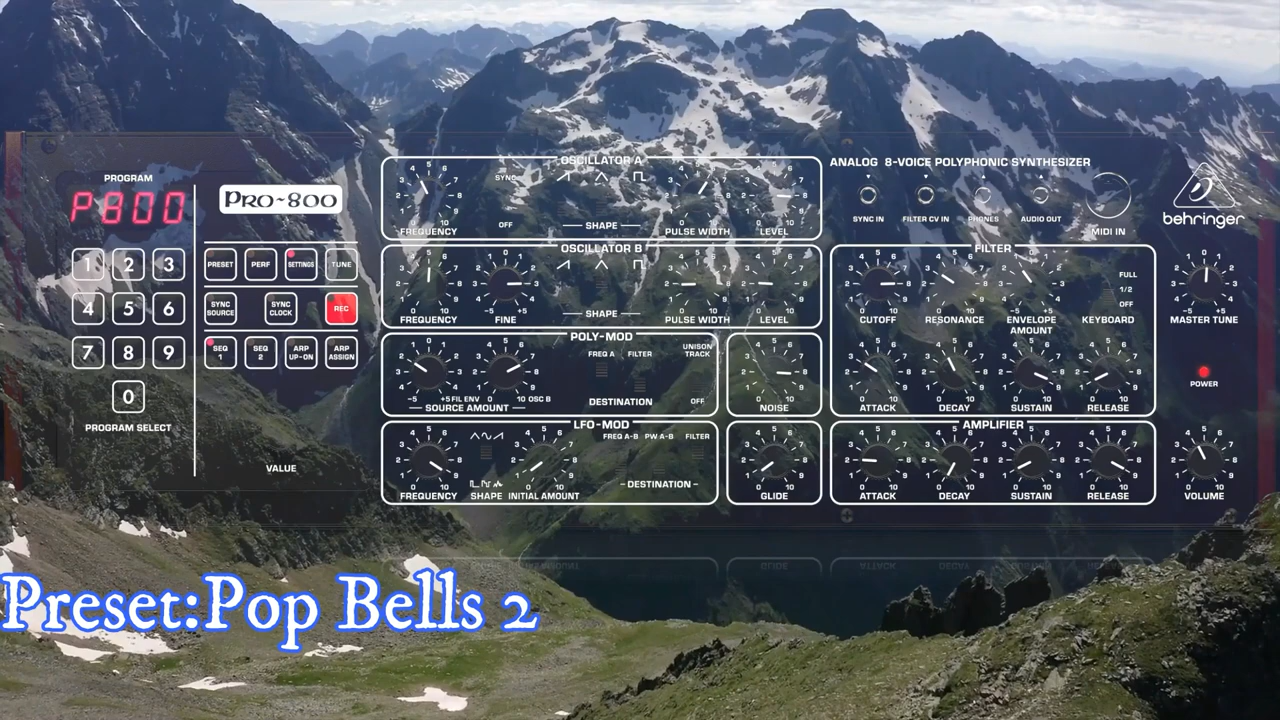 PROGRAM
P800
PRO~800
1 2 3
4 5 6
7 8 9
0
PROGRAM SELECT
PRESET PERF SETTINGS TUNE
SYNC SOURCE SYNC CLOCK REC
SEQ 1 SEQ 2 ARP UP-ON ARP ASSIGN
VALUE
OSCILLATOR A
SYNC
OFF
FREQUENCY SHAPE PULSE WIDTH LEVEL
OSCILLATOR B
FREQUENCY FINE SHAPE PULSE WIDTH LEVEL
POLY-MOD
FREQ A FILTER UNISON TRACK
FIL ENV OSC B
SOURCE AMOUNT DESTINATION OFF
NOISE
LFO-MOD
FREQ A-B PW A-B FILTER
FREQUENCY SHAPE INITIAL AMOUNT – DESTINATION –
GLIDE
ANALOG 8-VOICE POLYPHONIC SYNTHESIZER
SYNC IN FILTER CV IN PHONES AUDIO OUT MIDI IN
behringer
FILTER
FULL
1/2
OFF
CUTOFF RESONANCE ENVELOPE AMOUNT KEYBOARD
ATTACK DECAY SUSTAIN RELEASE
AMPLIFIER
ATTACK DECAY SUSTAIN RELEASE
MASTER TUNE
POWER
VOLUME
Preset:Pop Bells 2